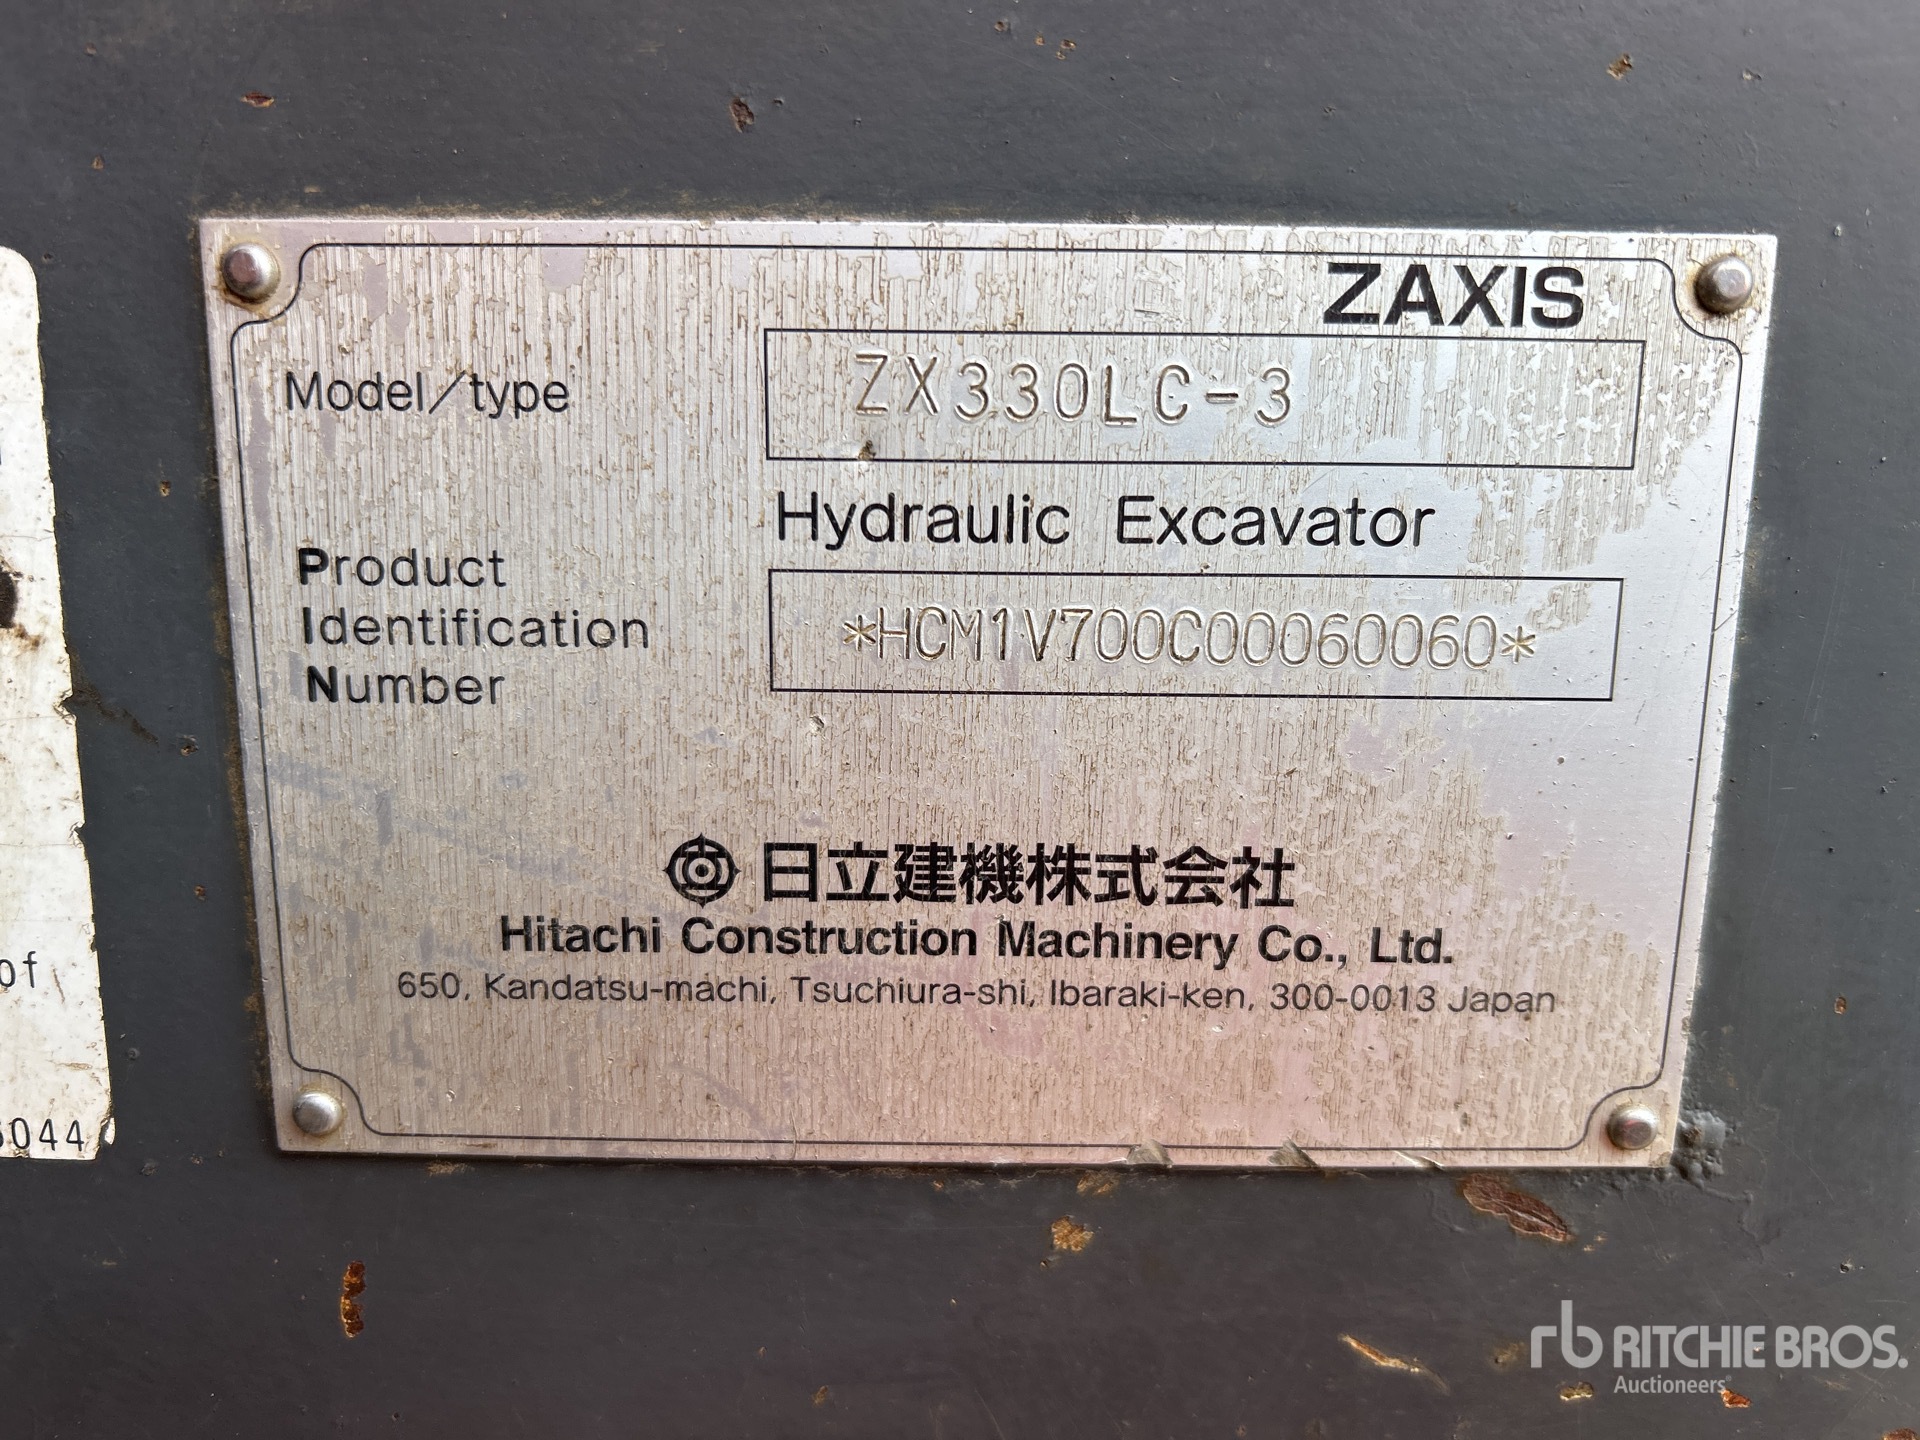 ZAXIS
Model/type ZX330LC-3
Hydraulic Excavator
Product
Identification
Number
*HCM1V700C00060060*
日立建機株式会社
Hitachi Construction Machinery Co., Ltd.
650, Kandatsu-machi, Tsuchiura-shi, Ibaraki-ken, 300-0013 Japan
of
6044
rb RITCHIE BROS.
Auctioneers